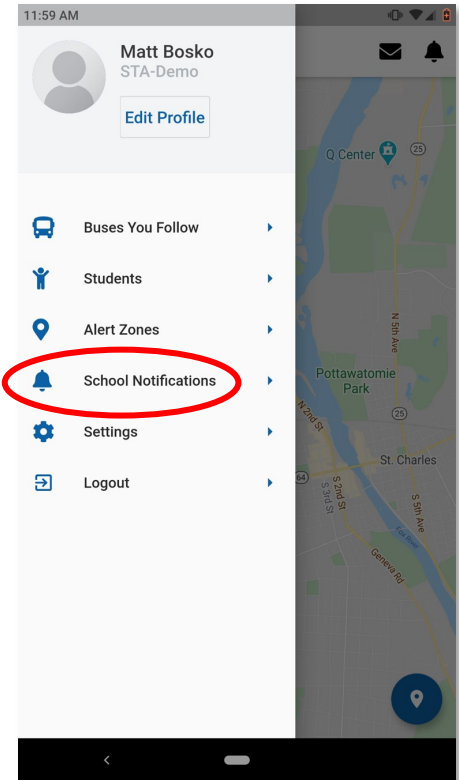 11:59 AM
Matt Bosko
STA-Demo
Edit Profile
Buses You Follow
Students
Alert Zones
School Notifications
Settings
Logout
Q Center
25
N 5th Ave
Pottawatomie
Park
N 2nd St
25
St. Charles
64
S 2nd St
S 3rd St
S 5th Ave
Fox River
Geneva Rd